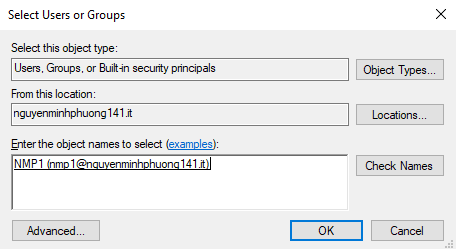 Select Users or Groups
Select this object type:
Users, Groups, or Built-in security principals
Object Types...
From this location:
nguyenminhphuong141.it
Locations...
Enter the object names to select (examples):
NMP1 (nmp1@nguyenminhphuong141.it)
Check Names
Advanced...
OK
Cancel